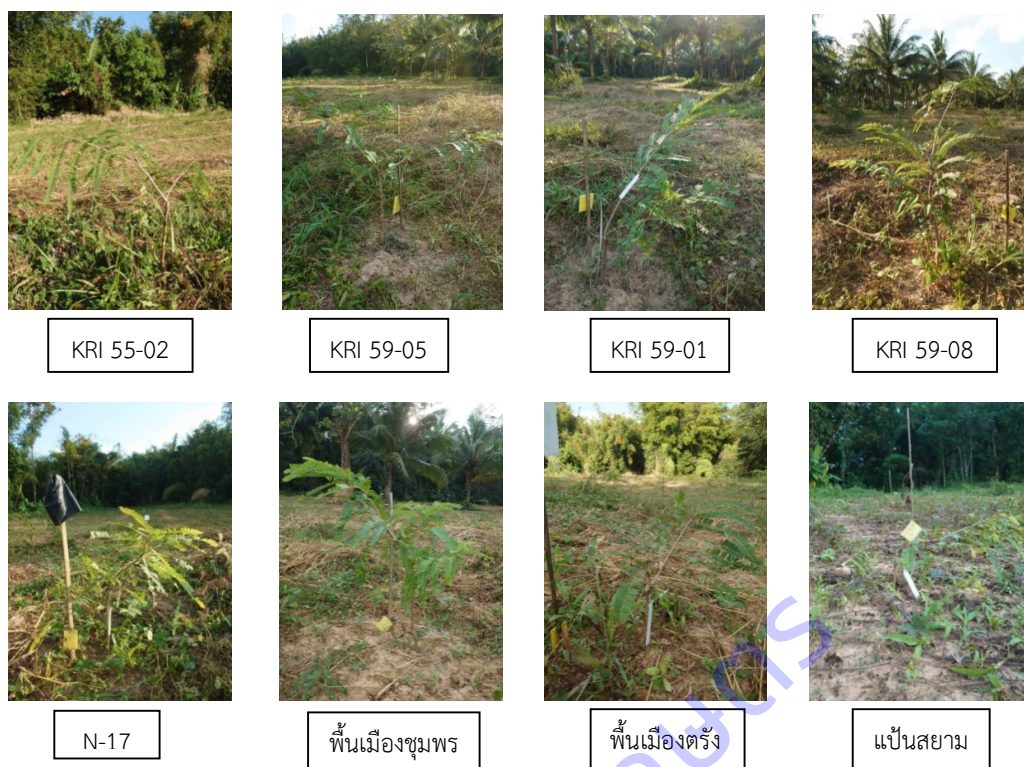 KRI 55-02
KRI 59-05
KRI 59-01
KRI 59-08
N-17
พื้นเมืองชุมพร
พื้นเมืองตรัง
แป้นสยาม